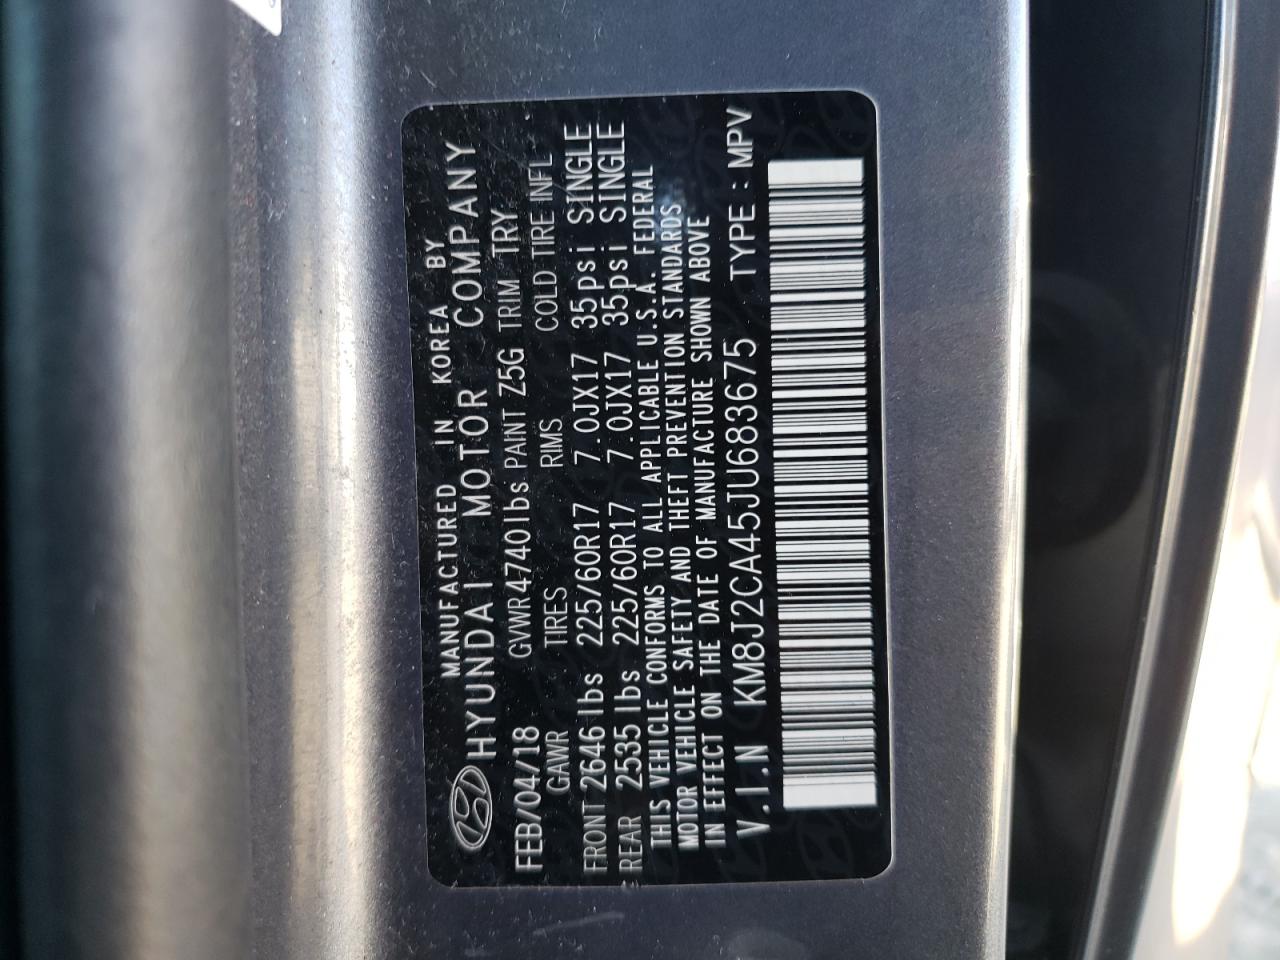 MANUFACTURED IN KOREA BY
HYUNDAI MOTOR COMPANY
FEB/04/18 GVWR 4740lbs PAINT Z5G TRIM TRY
GAWR TIRES RIMS COLD TIRE INFL
FRONT 2646 lbs 225/60R17 7.0JX17 35psi SINGLE
REAR 2535 lbs 225/60R17 7.0JX17 35psi SINGLE
THIS VEHICLE CONFORMS TO ALL APPLICABLE U.S.A. FEDERAL
MOTOR VEHICLE SAFETY AND THEFT PREVENTION STANDARDS
IN EFFECT ON THE DATE OF MANUFACTURE SHOWN ABOVE
V.I.N KM8J2CA45JU683675 TYPE : MPV